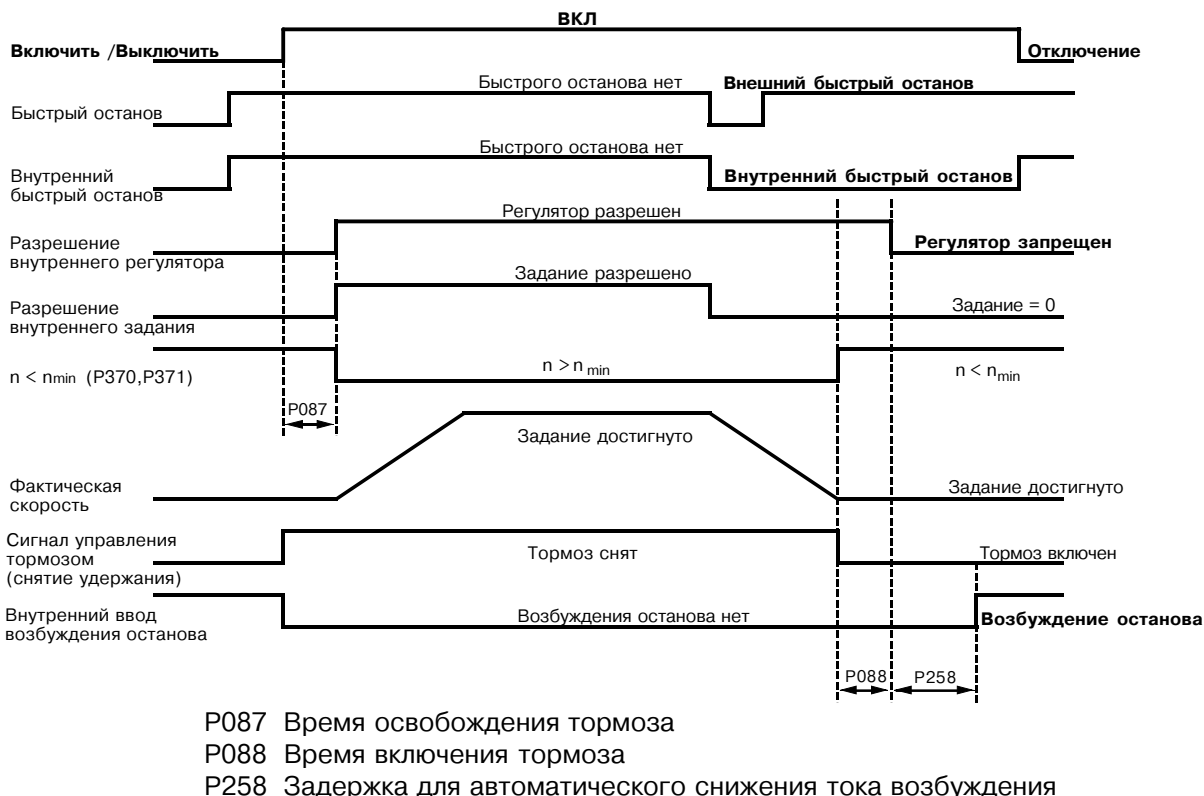 ВКЛ
Включить /Выключить
Отключение
Быстрого останова нет
Внешний быстрый останов
Быстрый останов
Быстрого останова нет
Внутренний
быстрый останов
Внутренний быстрый останов
Регулятор разрешен
Разрешение
внутреннего регулятора
Регулятор запрещен
Задание разрешено
Разрешение
внутреннего задания
Задание = 0
n < nmin (P370,P371)
n > n min
n < n min
P087
Задание достигнуто
Фактическая
скорость
Задание достигнуто
Сигнал управления
тормозом
(снятие удержания)
Тормоз снят
Тормоз включен
Внутренний ввод
возбуждения останова
Возбуждения останова нет
Возбуждение останова
P088
P258
P087 Время освобождения тормоза
P088 Время включения тормоза
P258 Задержка для автоматического снижения тока возбуждения